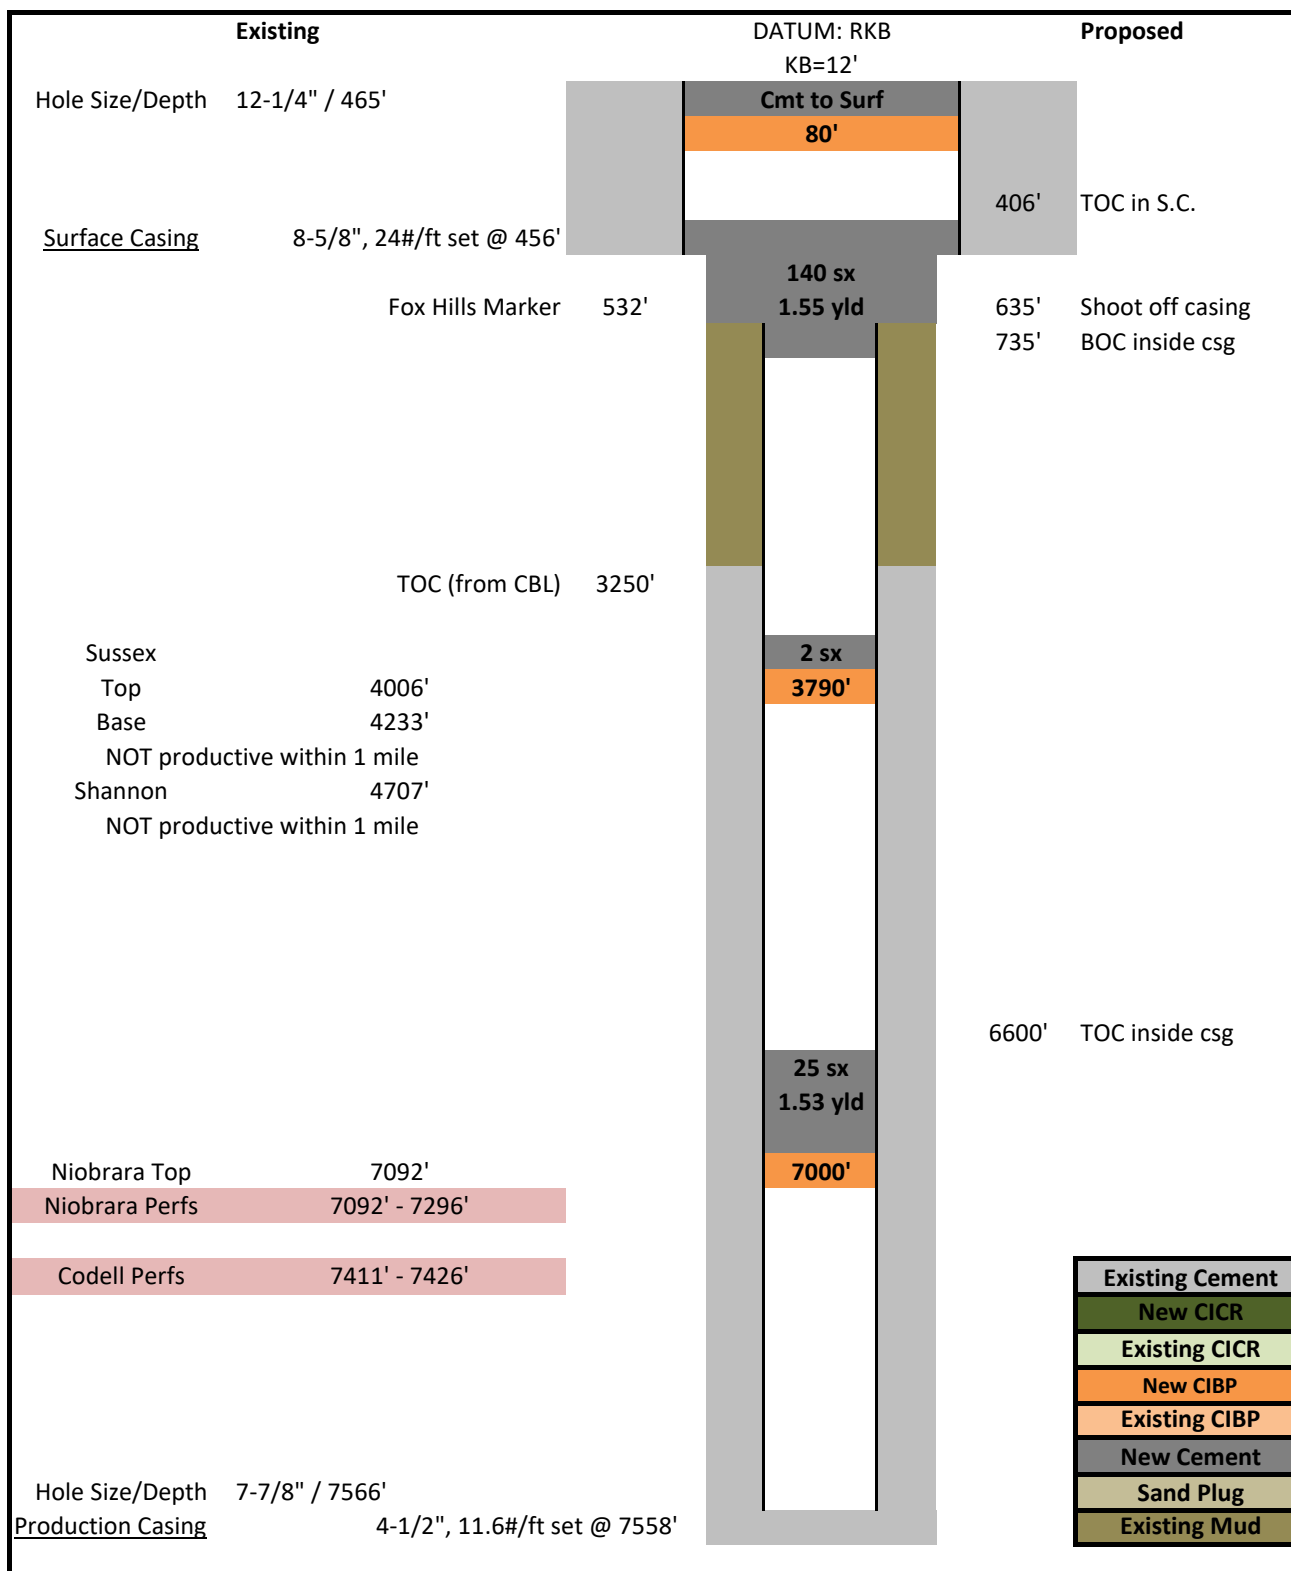 Existing DATUM: RKB Proposed
KB=12'
Hole Size/Depth 12-1/4" / 465' Cmt to Surf
80'
406' TOC in S.C.
Surface Casing 8-5/8", 24#/ft set @ 456'
140 sx
Fox Hills Marker 532' 1.55 yld 635' Shoot off casing
735' BOC inside csg
TOC (from CBL) 3250'
Sussex 2 sx
Top 4006' 3790'
Base 4233'
NOT productive within 1 mile
Shannon 4707'
NOT productive within 1 mile
6600' TOC inside csg
25 sx
1.53 yld
Niobrara Top 7092' 7000'
Niobrara Perfs 7092' - 7296'
Codell Perfs 7411' - 7426'
Existing Cement
New CICR
Existing CICR
New CIBP
Existing CIBP
New Cement
Hole Size/Depth 7-7/8" / 7566' Sand Plug
Production Casing 4-1/2", 11.6#/ft set @ 7558' Existing Mud